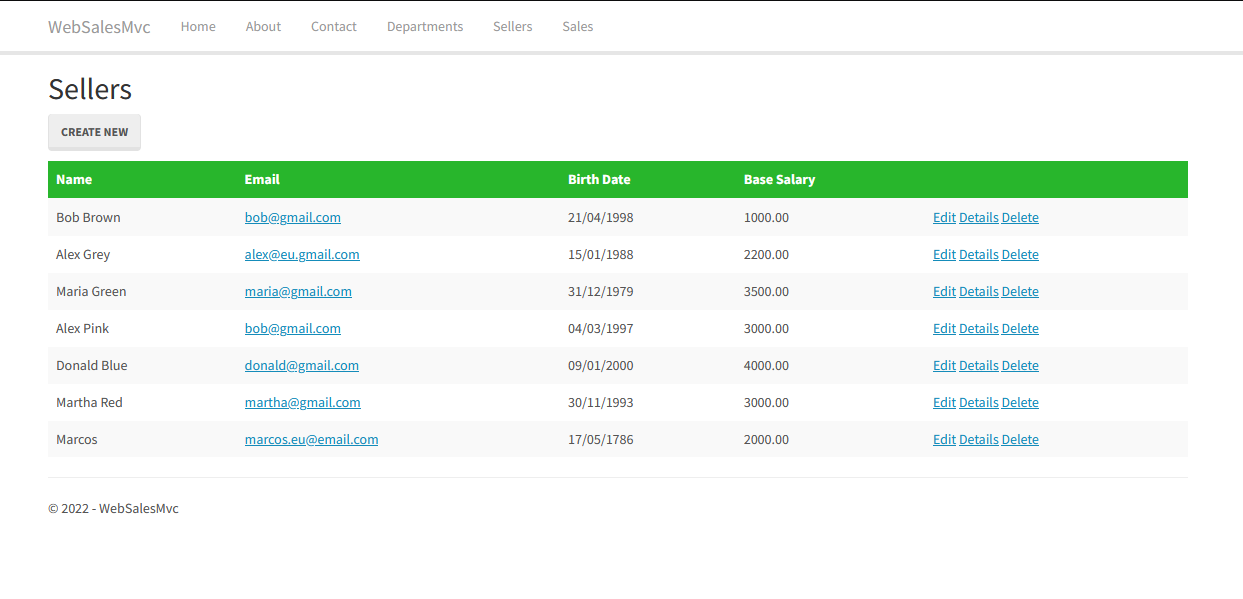 WebSalesMvc Home About Contact Departments Sellers Sales
Sellers
CREATE NEW
Name Email Birth Date Base Salary
Bob Brown bob@gmail.com 21/04/1998 1000.00 Edit Details Delete
Alex Grey alex@eu.gmail.com 15/01/1988 2200.00 Edit Details Delete
Maria Green maria@gmail.com 31/12/1979 3500.00 Edit Details Delete
Alex Pink bob@gmail.com 04/03/1997 3000.00 Edit Details Delete
Donald Blue donald@gmail.com 09/01/2000 4000.00 Edit Details Delete
Martha Red martha@gmail.com 30/11/1993 3000.00 Edit Details Delete
Marcos marcos.eu@email.com 17/05/1786 2000.00 Edit Details Delete
© 2022 - WebSalesMvc